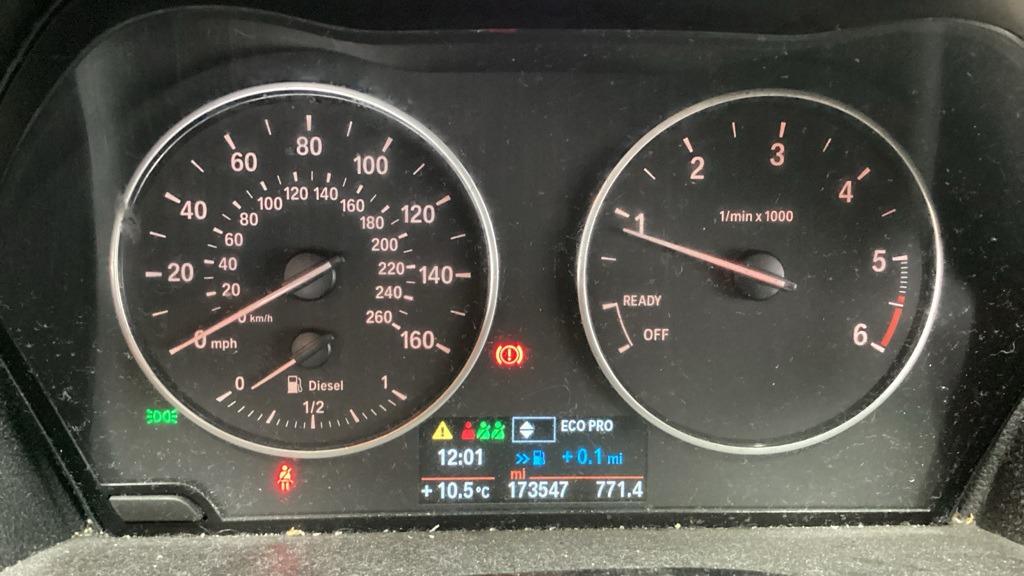 20 40 60 80 100 120 140 160
20 40 60 80 100 120 140 160 180 200 220 240 260
0 km/h
0 mph
0 1/2 1
Diesel
1 2 3 4 5 6
1/min x 1000
READY
OFF
ECO PRO
12:01 + 0.1 mi
mi
+ 10.5°C 173547 771.4